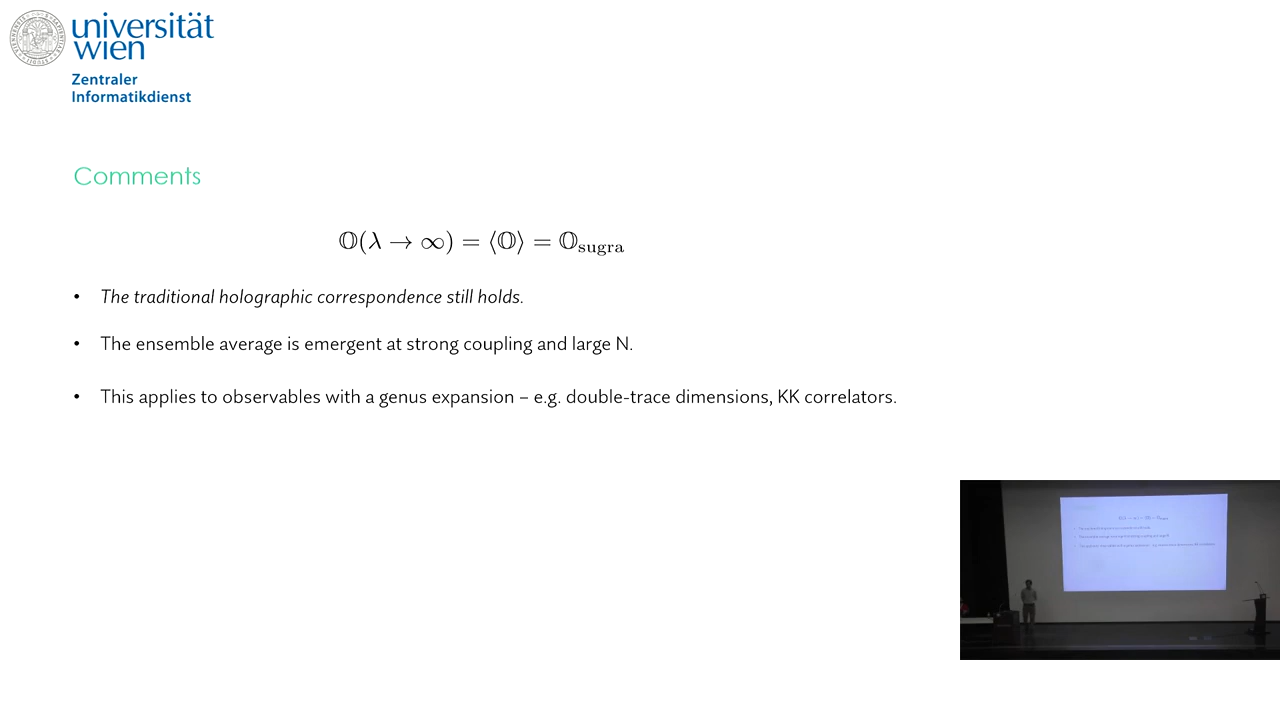 universität
wien
Zentraler
Informatikdienst
Comments
𝕆(λ → ∞) = ⟨𝕆⟩ = 𝕆sugra
• The traditional holographic correspondence still holds.
• The ensemble average is emergent at strong coupling and large N.
• This applies to observables with a genus expansion – e.g. double-trace dimensions, KK correlators.